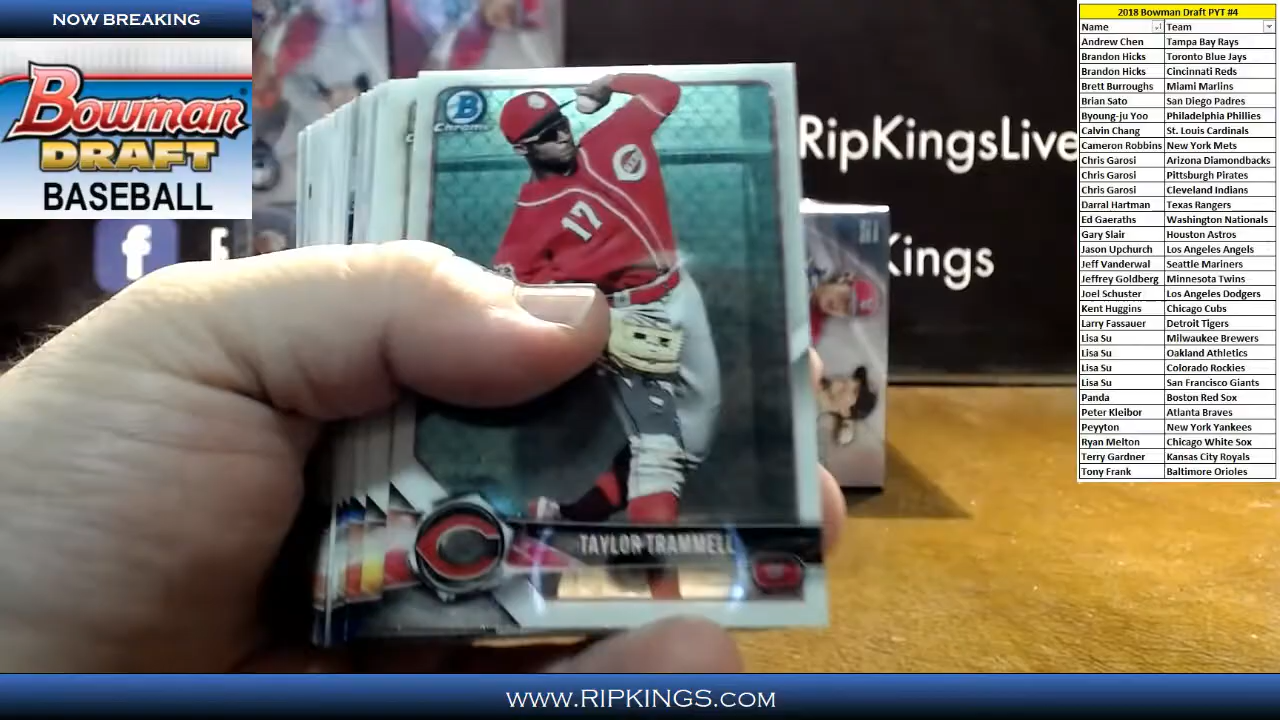 NOW BREAKING
Bowman
DRAFT
BASEBALL
B
Chrome
17
TAYLOR TRAMMELL
RipKingsLive
Kings
f
2018 Bowman Draft PYT #4
Name Team
Andrew Chen Tampa Bay Rays
Brandon Hicks Toronto Blue Jays
Brandon Hicks Cincinnati Reds
Brett Burroughs Miami Marlins
Brian Sato San Diego Padres
Byoung-ju Yoo Philadelphia Phillies
Calvin Chang St. Louis Cardinals
Cameron Robbins New York Mets
Chris Garosi Arizona Diamondbacks
Chris Garosi Pittsburgh Pirates
Chris Garosi Cleveland Indians
Darral Hartman Texas Rangers
Ed Gaeraths Washington Nationals
Gary Slair Houston Astros
Jason Upchurch Los Angeles Angels
Jeff Vanderwal Seattle Mariners
Jeffrey Goldberg Minnesota Twins
Joel Schuster Los Angeles Dodgers
Kent Huggins Chicago Cubs
Larry Fassauer Detroit Tigers
Lisa Su Milwaukee Brewers
Lisa Su Oakland Athletics
Lisa Su Colorado Rockies
Lisa Su San Francisco Giants
Panda Boston Red Sox
Peter Kleibor Atlanta Braves
Peyyton New York Yankees
Ryan Melton Chicago White Sox
Terry Gardner Kansas City Royals
Tony Frank Baltimore Orioles
WWW.RIPKINGS.COM